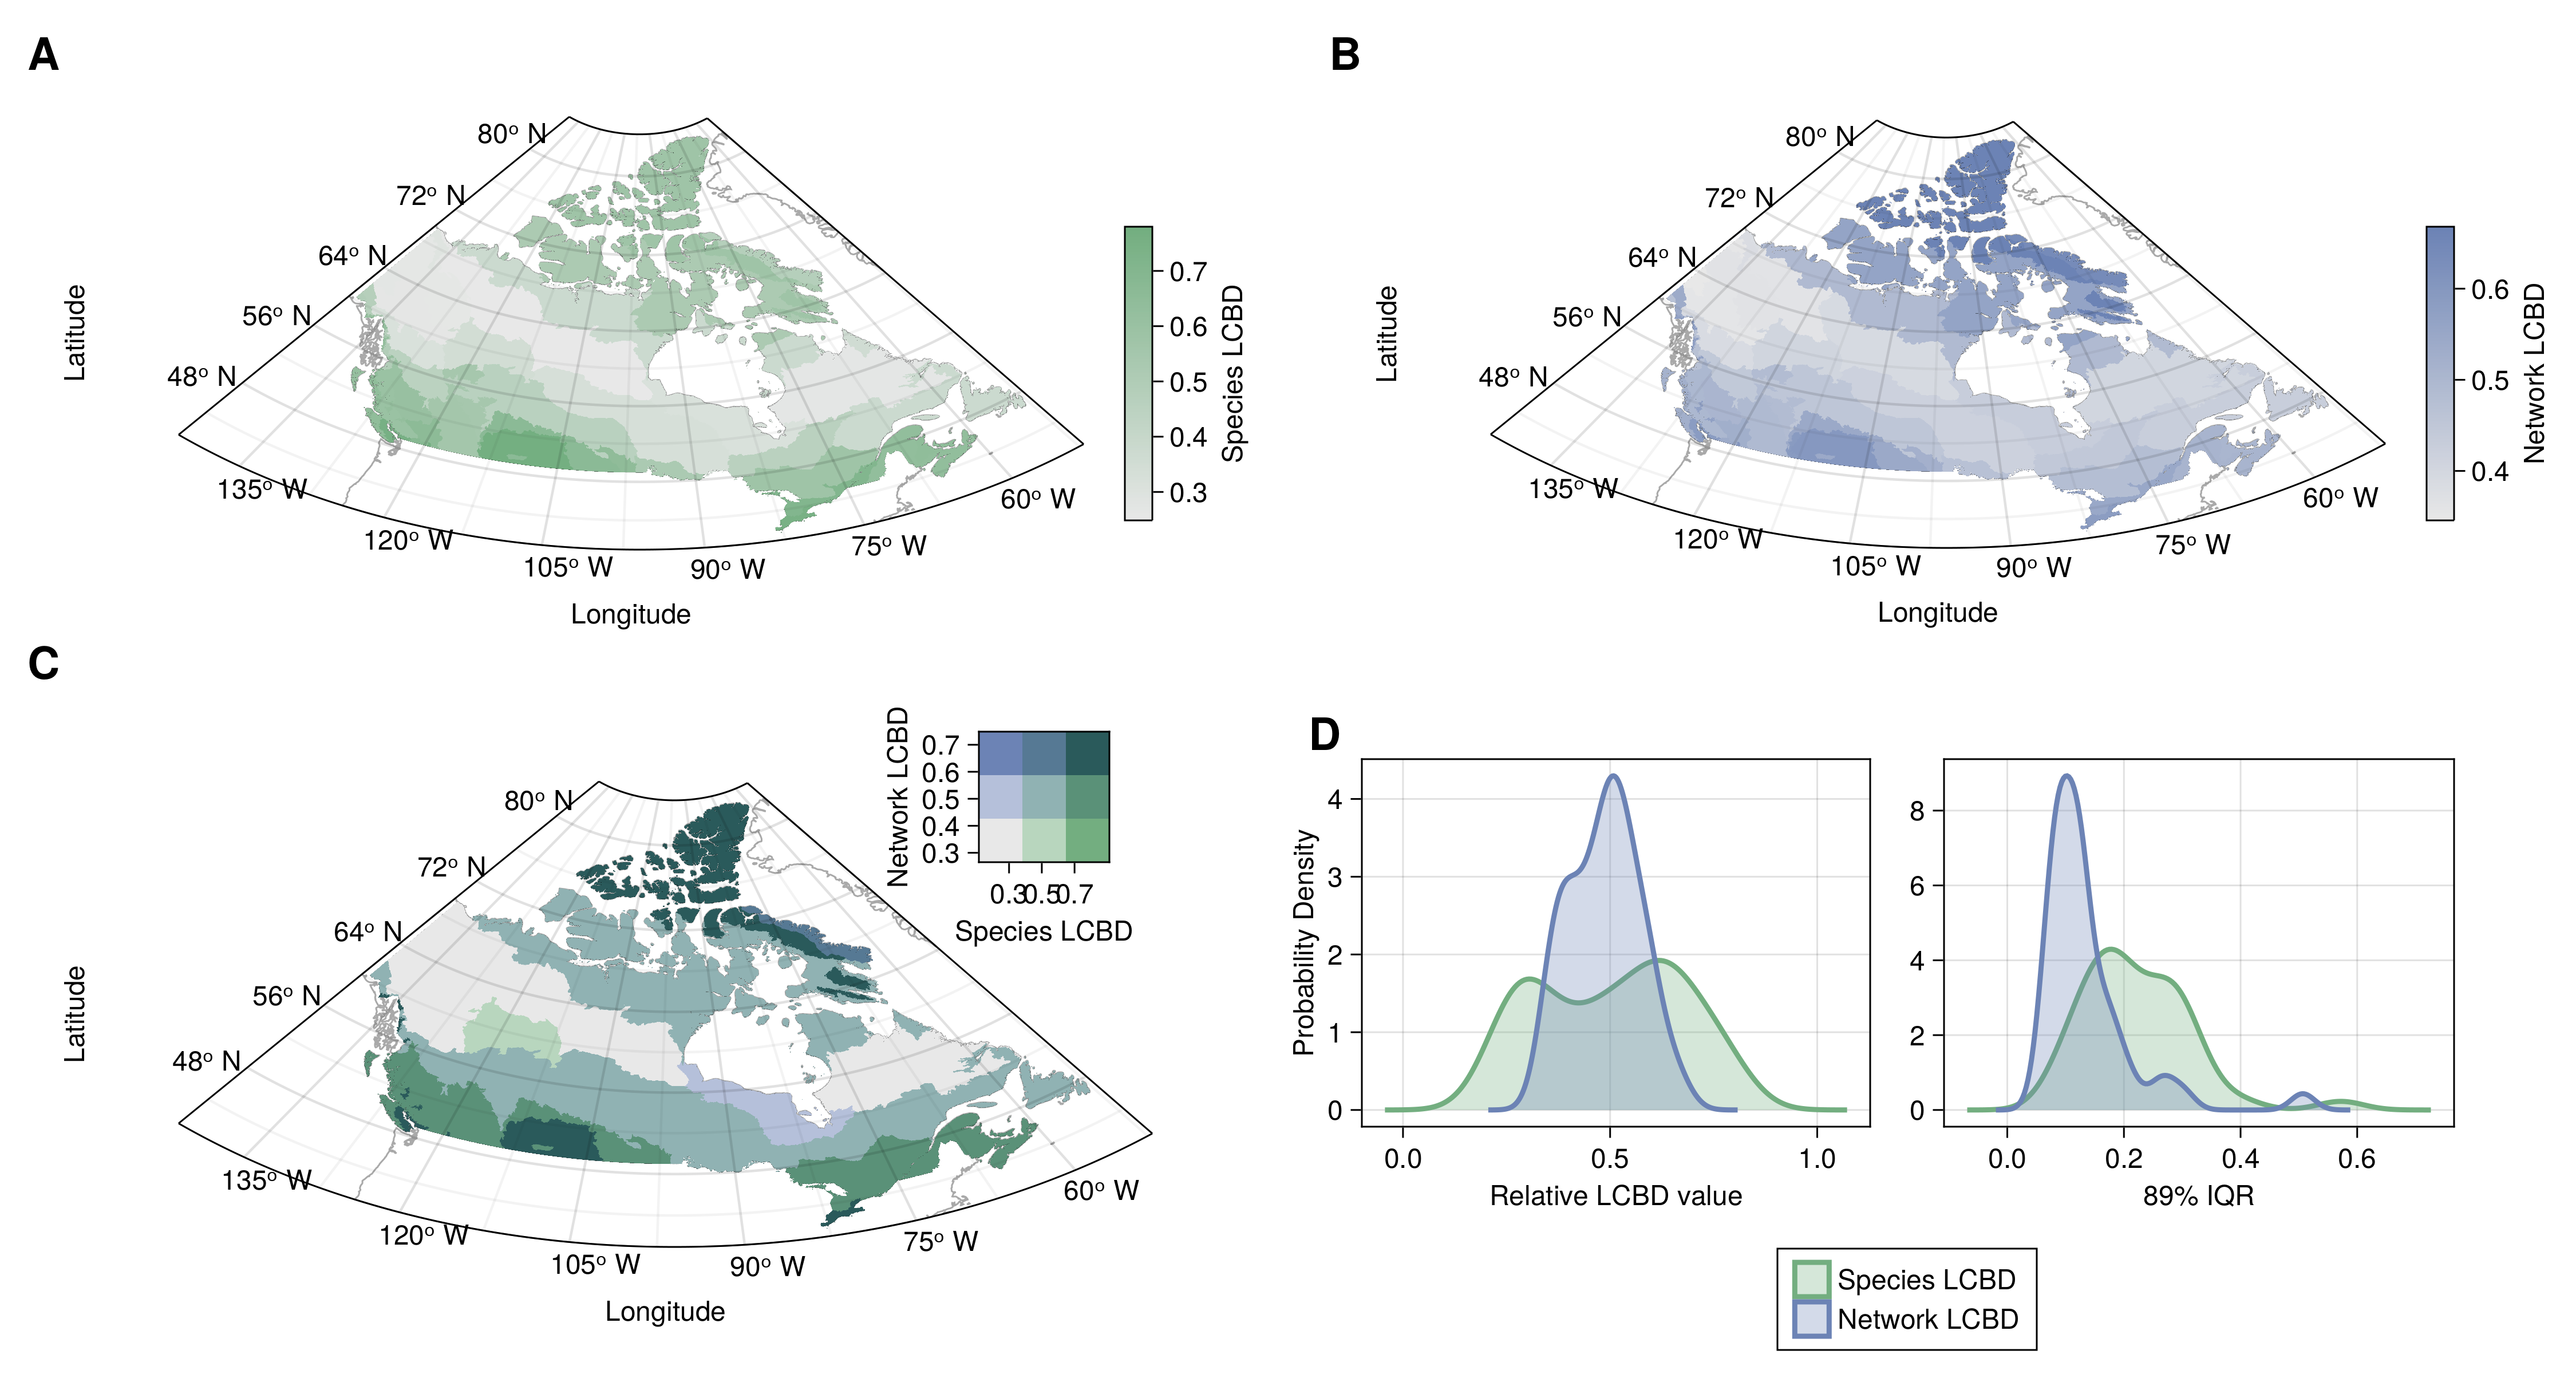 A
80° N
72° N
64° N
56° N
48° N
135° W
120° W
105° W
90° W
75° W
60° W
Latitude
Longitude
0.7
0.6
0.5
0.4
0.3
Species LCBD
B
80° N
72° N
64° N
56° N
48° N
135° W
120° W
105° W
90° W
75° W
60° W
Latitude
Longitude
0.6
0.5
0.4
Network LCBD
C
80° N
72° N
64° N
56° N
48° N
135° W
120° W
105° W
90° W
75° W
60° W
Latitude
Longitude
Network LCBD
0.7
0.6
0.5
0.4
0.3
0.3 0.5 0.7
Species LCBD
D
Probability Density
4
3
2
1
0
0.0 0.5 1.0
Relative LCBD value
8
6
4
2
0
0.0 0.2 0.4 0.6
89% IQR
Species LCBD
Network LCBD